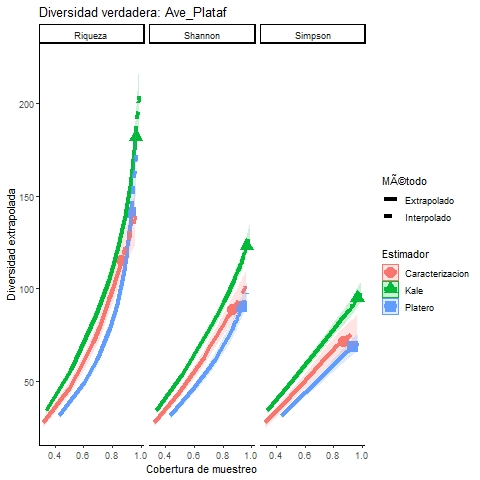 Diversidad verdadera: Ave_Plataf
Riqueza
Shannon
Simpson
Diversidad extrapolada
200
150
100
50
0.4 0.6 0.8 1.0
0.4 0.6 0.8 1.0
0.4 0.6 0.8 1.0
Cobertura de muestreo
MÃ©todo
Extrapolado
Interpolado
Estimador
Caracterizacion
Kale
Platero